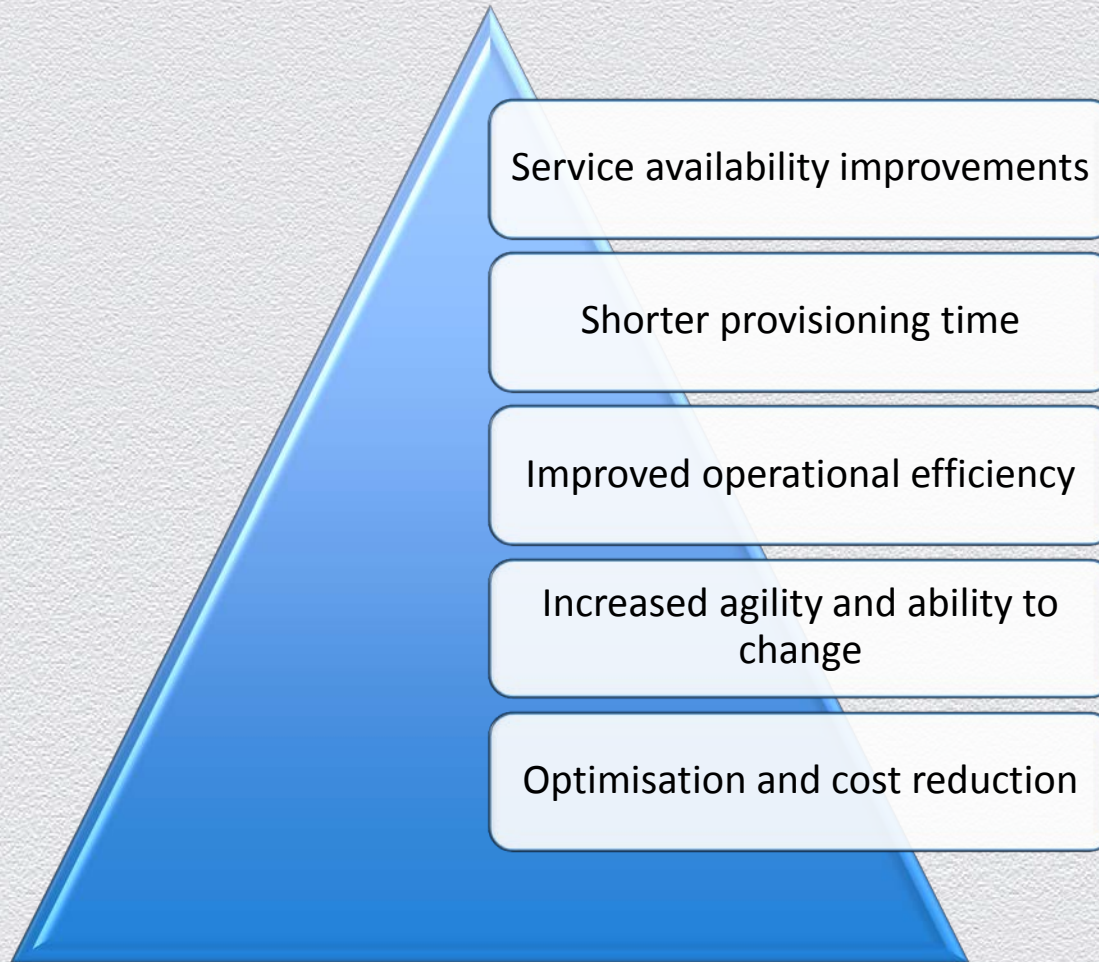 Service availability improvements
Shorter provisioning time
Improved operational efficiency
Increased agility and ability to
change
Optimisation and cost reduction